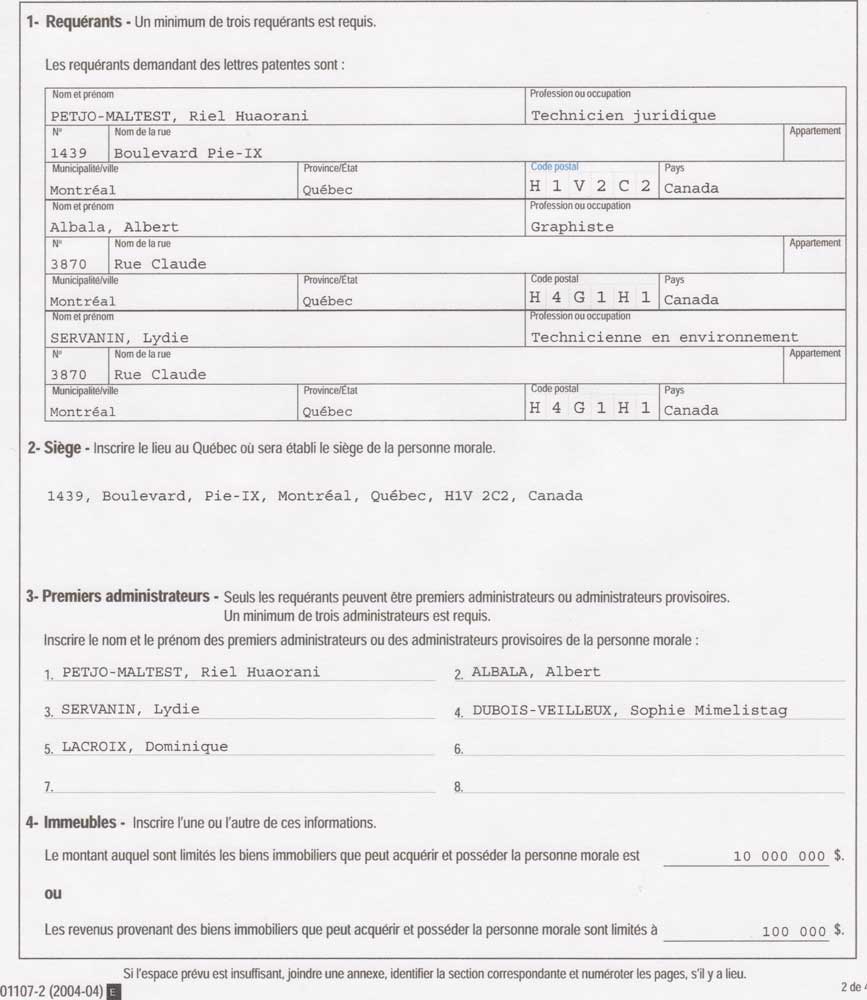 1- Requérants - Un minimum de trois requérants est requis.
Les requérants demandant des lettres patentes sont :
Nom et prénom Profession ou occupation
PETJO-MALTEST, Riel Huaorani Technicien juridique
N° Nom de la rue Appartement
1439 Boulevard Pie-IX
Municipalité/ville Province/État Code postal Pays
Montréal Québec H 1 V 2 C 2 Canada
Nom et prénom Profession ou occupation
Albala, Albert Graphiste
N° Nom de la rue Appartement
3870 Rue Claude
Municipalité/ville Province/État Code postal Pays
Montréal Québec H 4 G 1 H 1 Canada
Nom et prénom Profession ou occupation
SERVANIN, Lydie Technicienne en environnement
N° Nom de la rue Appartement
3870 Rue Claude
Municipalité/ville Province/État Code postal Pays
Montréal Québec H 4 G 1 H 1 Canada
2- Siège - Inscrire le lieu au Québec où sera établi le siège de la personne morale.
1439, Boulevard, Pie-IX, Montréal, Québec, H1V 2C2, Canada
3- Premiers administrateurs - Seuls les requérants peuvent être premiers administrateurs ou administrateurs provisoires.
Un minimum de trois administrateurs est requis.
Inscrire le nom et le prénom des premiers administrateurs ou des administrateurs provisoires de la personne morale :
1. PETJO-MALTEST, Riel Huaorani 2. ALBALA, Albert
3. SERVANIN, Lydie 4. DUBOIS-VEILLEUX, Sophie Mimelistag
5. LACROIX, Dominique 6.
7. 8.
4- Immeubles - Inscrire l'une ou l'autre de ces informations.
Le montant auquel sont limités les biens immobiliers que peut acquérir et posséder la personne morale est 10 000 000 $.
ou
Les revenus provenant des biens immobiliers que peut acquérir et posséder la personne morale sont limités à 100 000 $.
Si l'espace prévu est insuffisant, joindre une annexe, identifier la section correspondante et numéroter les pages, s'il y a lieu.
01107-2 (2004-04) E 2 de 4